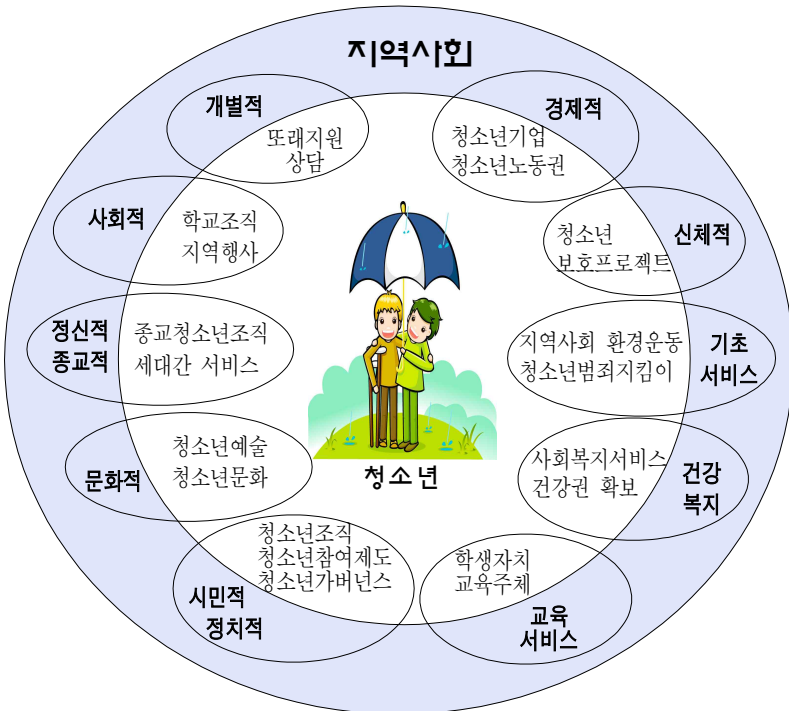 지역사회
개별적
또래지원
상담
경제적
청소년기업
청소년노동권
사회적
학교조직
지역행사
신체적
청소년
보호프로젝트
정신적
종교적
종교청소년조직
세대간 서비스
지역사회 환경운동
청소년범죄지킴이
기초
서비스
문화적
청소년예술
청소년문화
청소년
사회복지서비스
건강권 확보
건강
복지
시민적
정치적
청소년조직
청소년참여제도
청소년가버넌스
학생자치
교육주체
교육
서비스